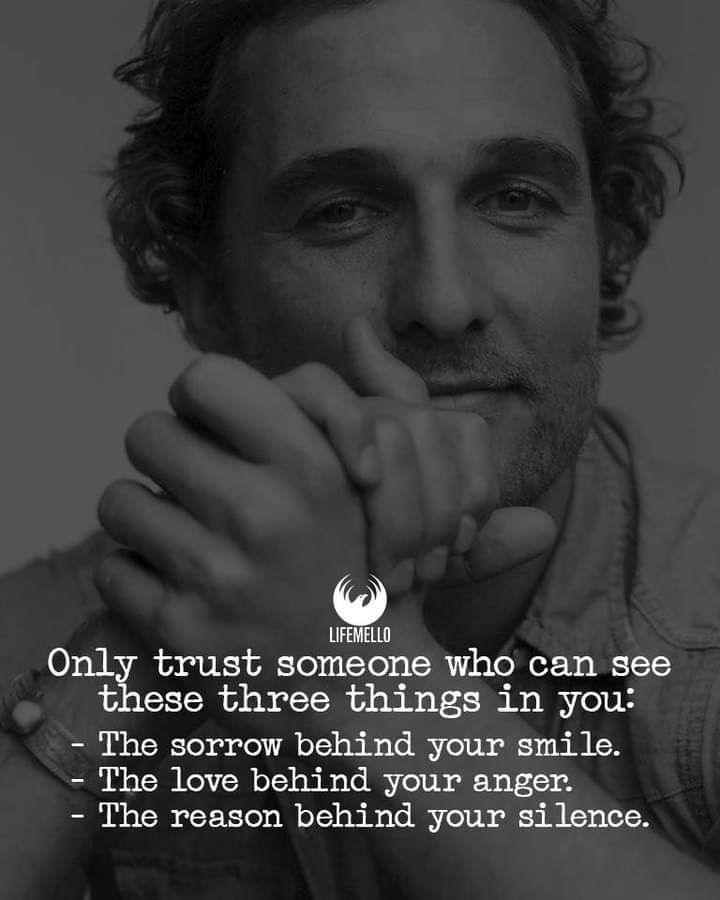 LIFEMELLO
Only trust someone who can see
these three things in you:
- The sorrow behind your smile.
- The love behind your anger.
- The reason behind your silence.